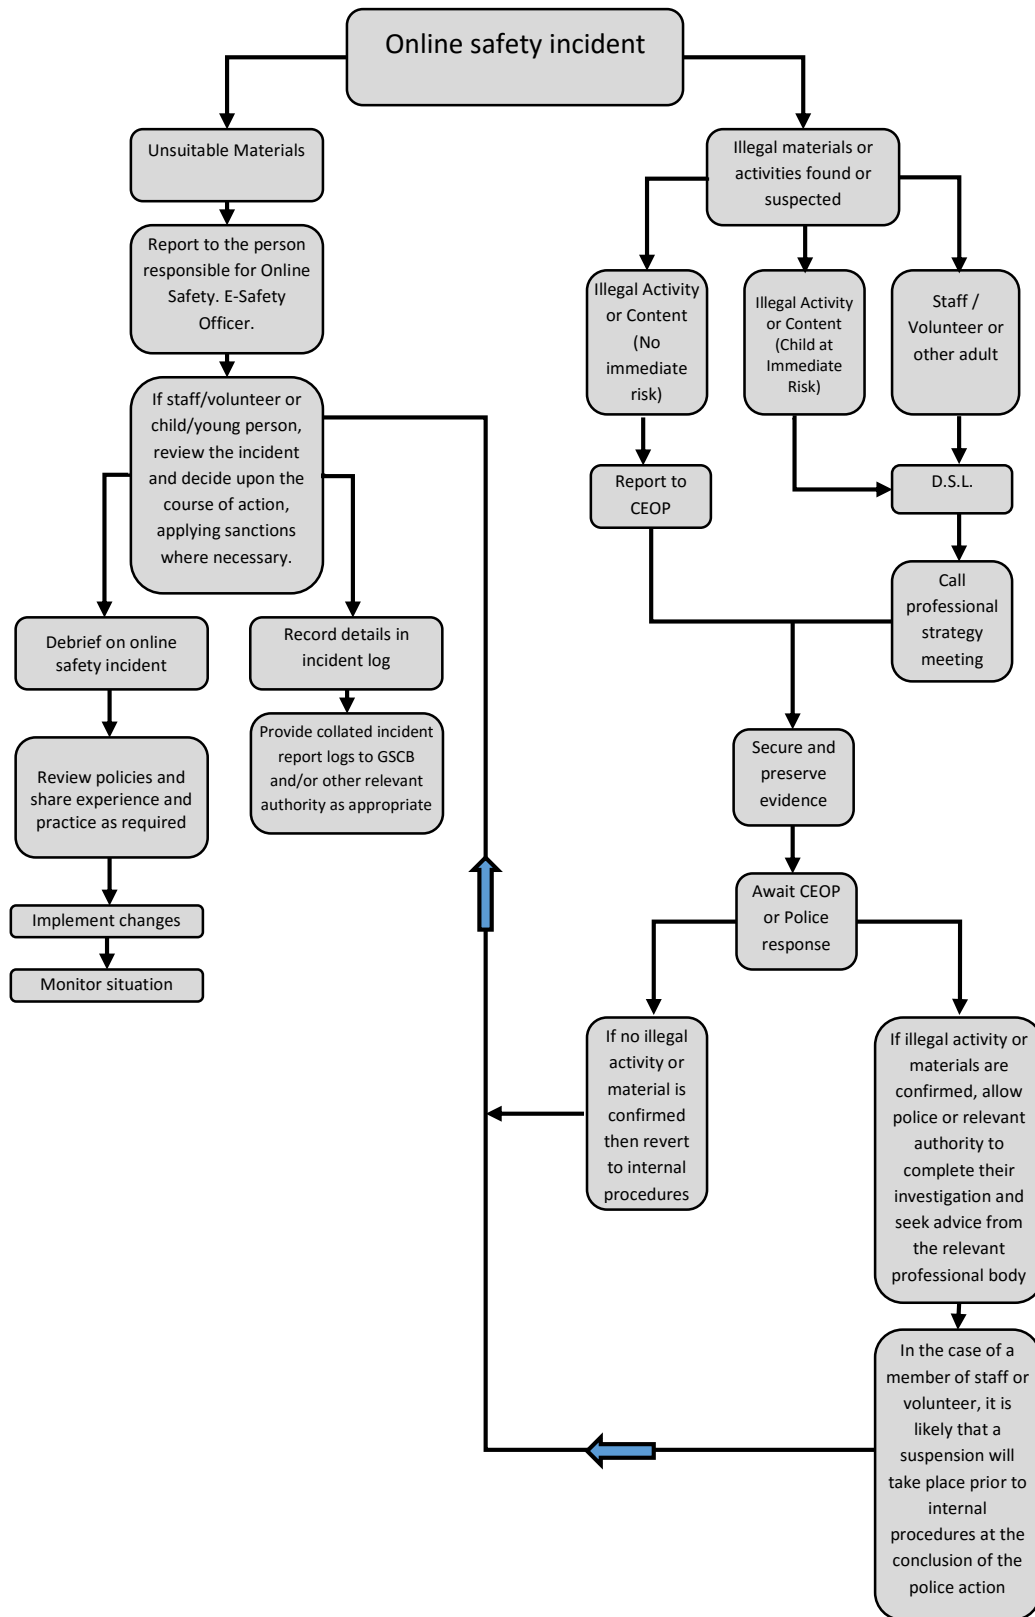 Online safety incident
Unsuitable Materials
Report to the person
responsible for Online
Safety. E-Safety
Officer.
If staff/volunteer or
child/young person,
review the incident
and decide upon the
course of action,
applying sanctions
where necessary.
Debrief on online
safety incident
Review policies and
share experience and
practice as required
Implement changes
Monitor situation
Record details in
incident log
Provide collated incident
report logs to GSCB
and/or other relevant
authority as appropriate
Illegal materials or
activities found or
suspected
Illegal Activity
or Content
(No
immediate
risk)
Illegal Activity
or Content
(Child at
Immediate
Risk)
Staff /
Volunteer or
other adult
Report to
CEOP
D.S.L.
Call
professional
strategy
meeting
Secure and
preserve
evidence
Await CEOP
or Police
response
If no illegal
activity or
material is
confirmed
then revert
to internal
procedures
If illegal activity or
materials are
confirmed, allow
police or relevant
authority to
complete their
investigation and
seek advice from
the relevant
professional body
In the case of a
member of staff or
volunteer, it is
likely that a
suspension will
take place prior to
internal
procedures at the
conclusion of the
police action